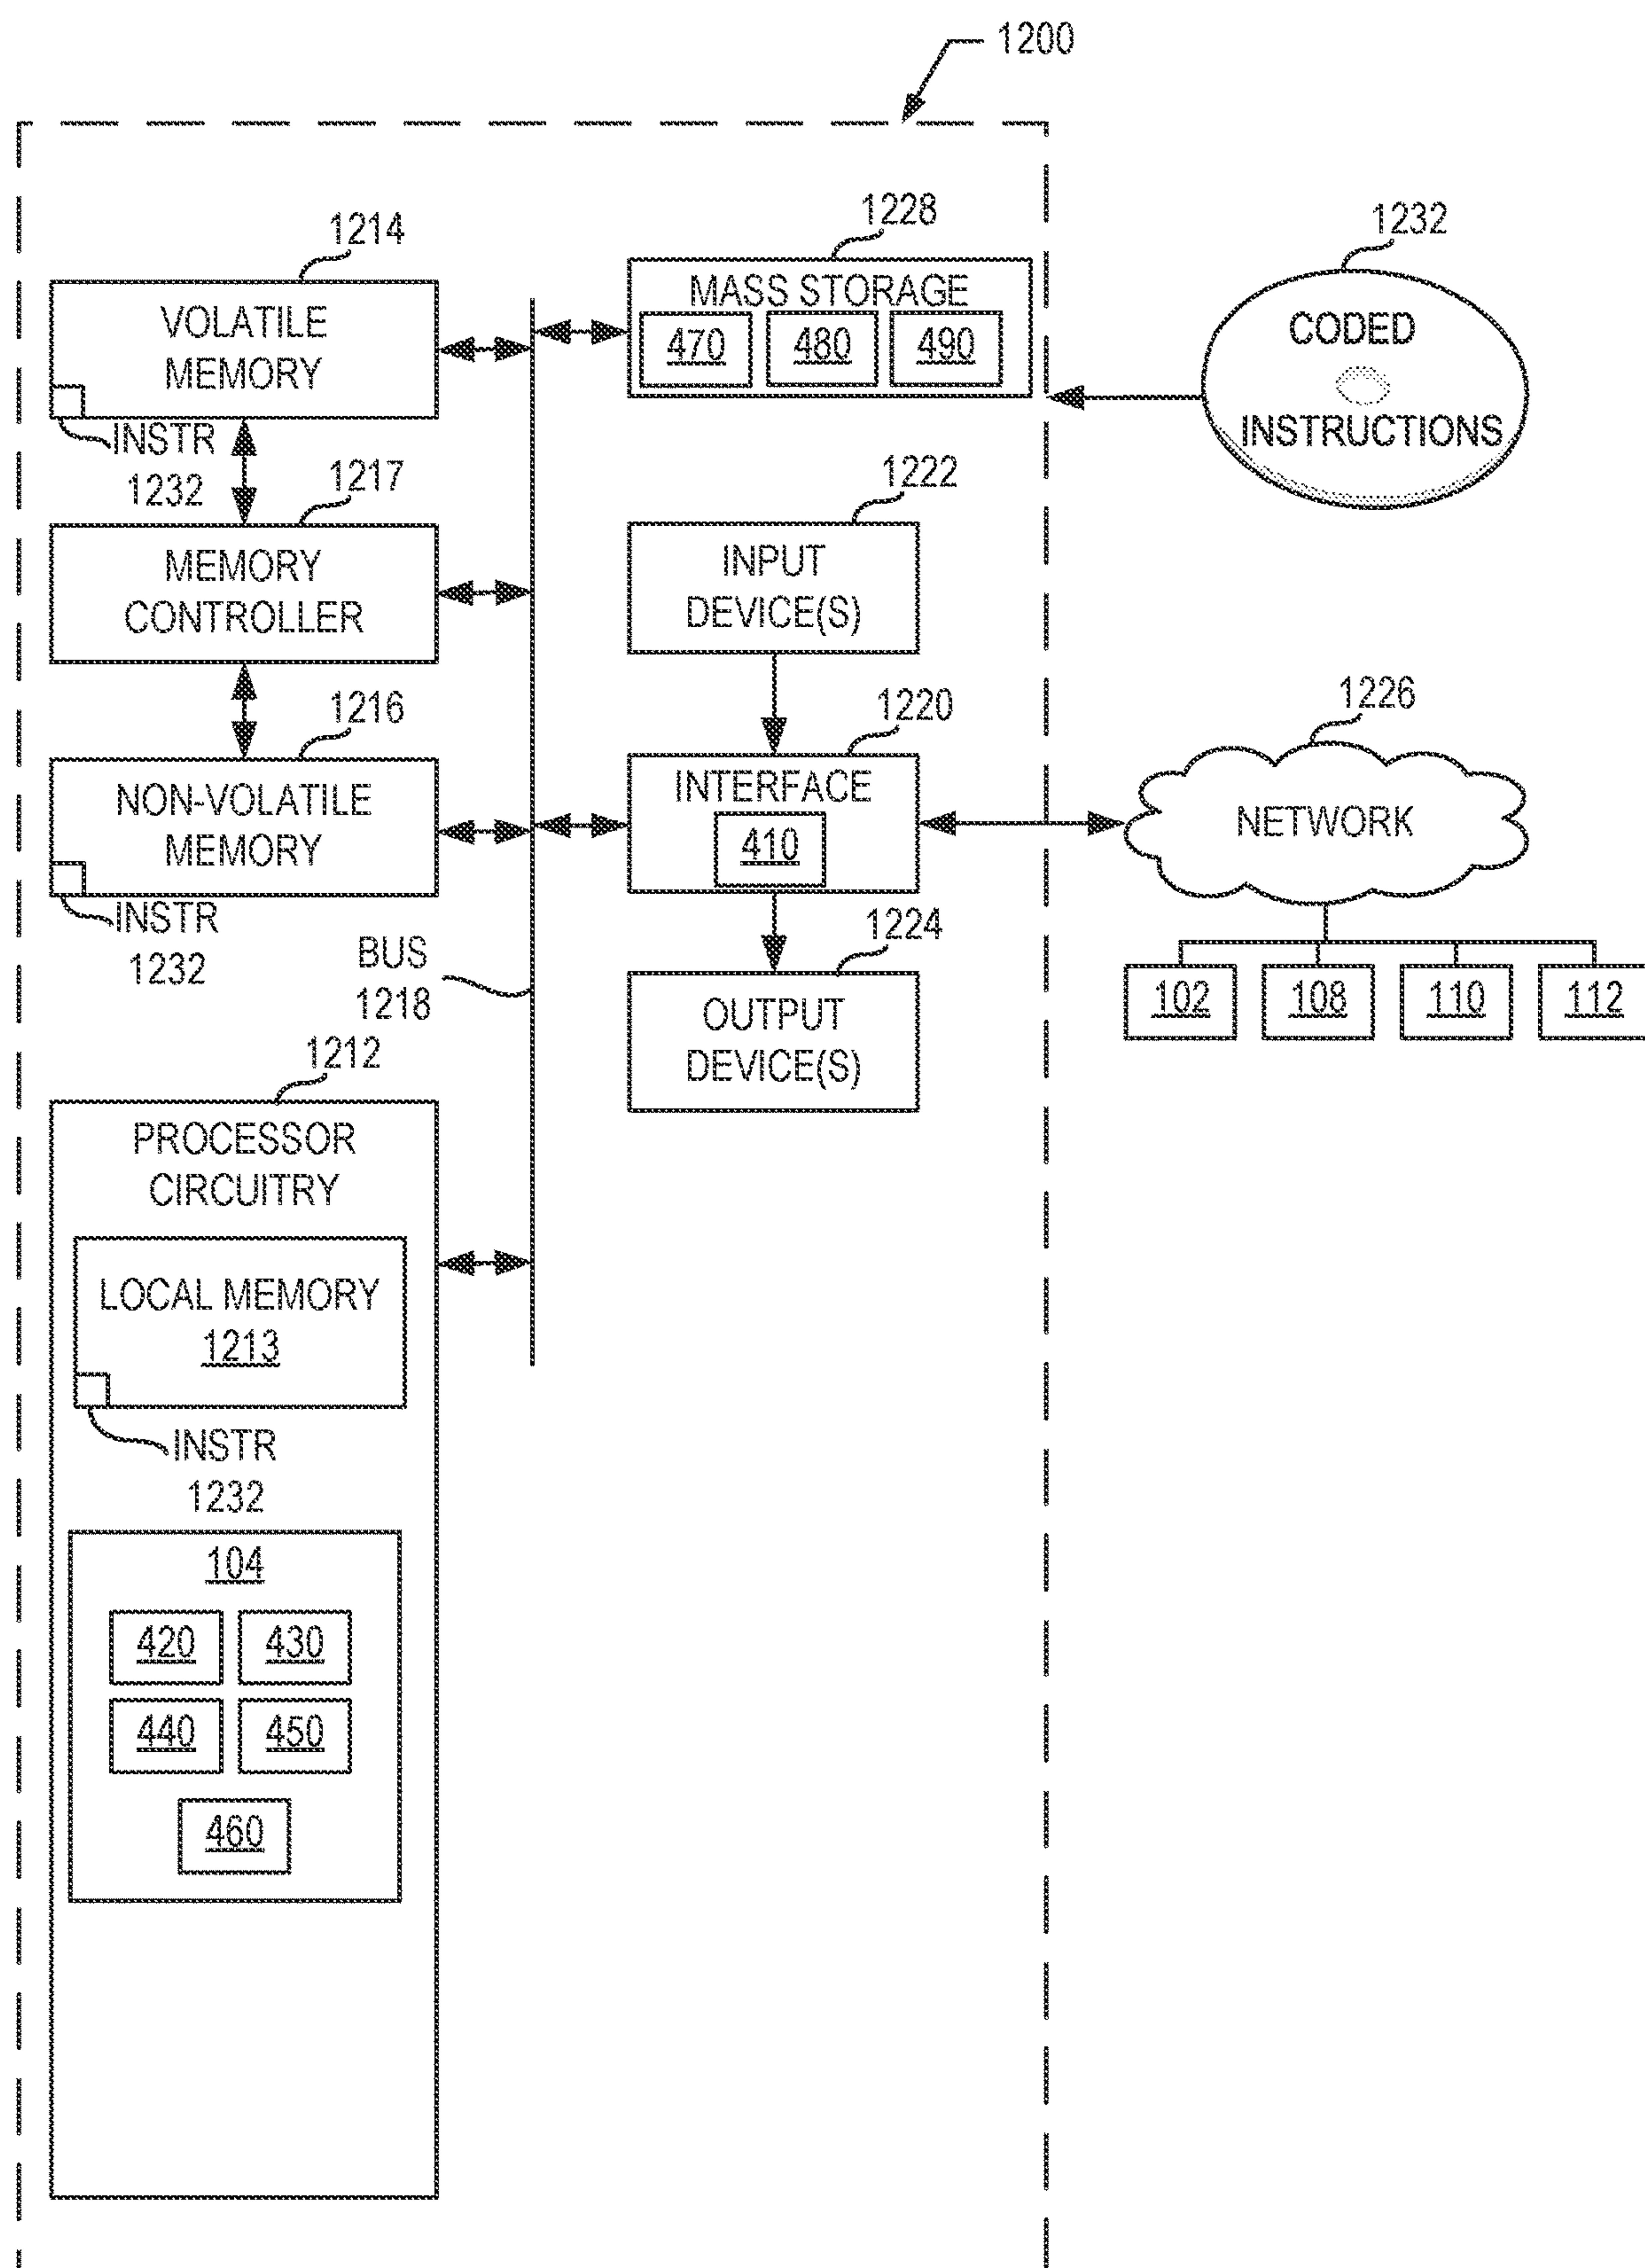 1200
1214
VOLATILE
MEMORY
INSTR
1232
1217
MEMORY
CONTROLLER
1216
NON-VOLATILE
MEMORY
INSTR
1232
BUS
1218
1212
PROCESSOR
CIRCUITRY
LOCAL MEMORY
1213
INSTR
1232
104
420 430
440 450
460
1228
MASS STORAGE
470 480 490
1222
INPUT
DEVICE(S)
1220
INTERFACE
410
1224
OUTPUT
DEVICE(S)
1232
CODED
INSTRUCTIONS
1226
NETWORK
102 108 110 112